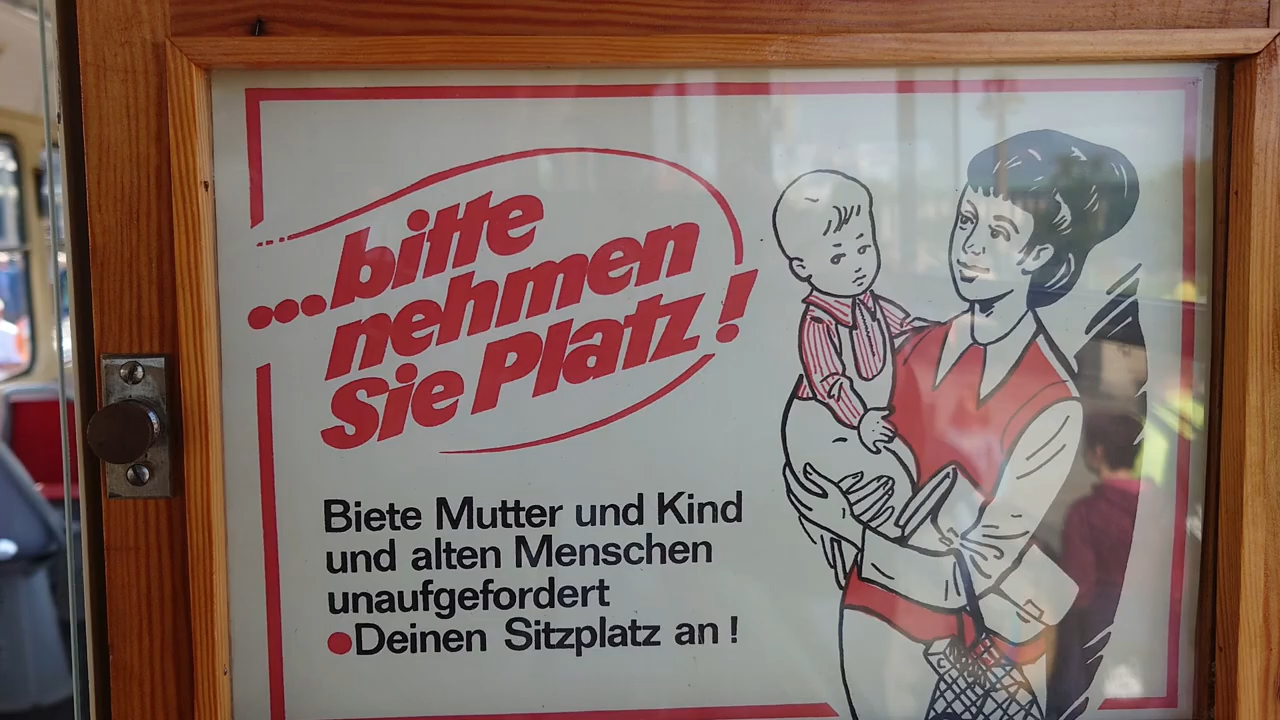 ...bitte
nehmen
Sie Platz!
Biete Mutter und Kind
und alten Menschen
unaufgefordert
●Deinen Sitzplatz an!